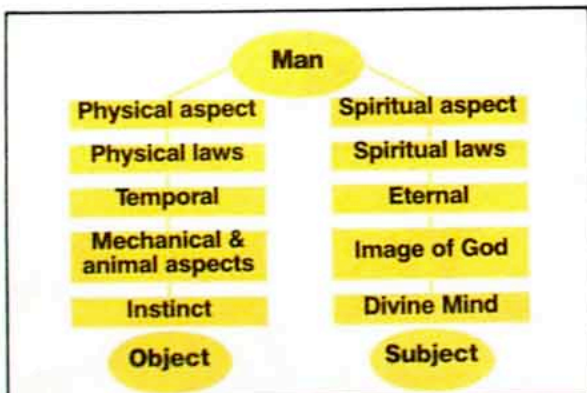 Man
Physical aspect
Physical laws
Temporal
Mechanical &
animal aspects
Instinct
Object
Spiritual aspect
Spiritual laws
Eternal
Image of God
Divine Mind
Subject